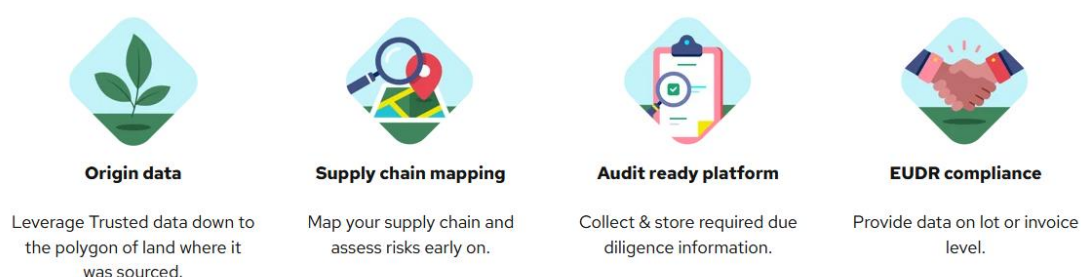 Origin data
Leverage Trusted data down to
the polygon of land where it
was sourced.
Supply chain mapping
Map your supply chain and
assess risks early on.
Audit ready platform
Collect & store required due
diligence information.
EUDR compliance
Provide data on lot or invoice
level.